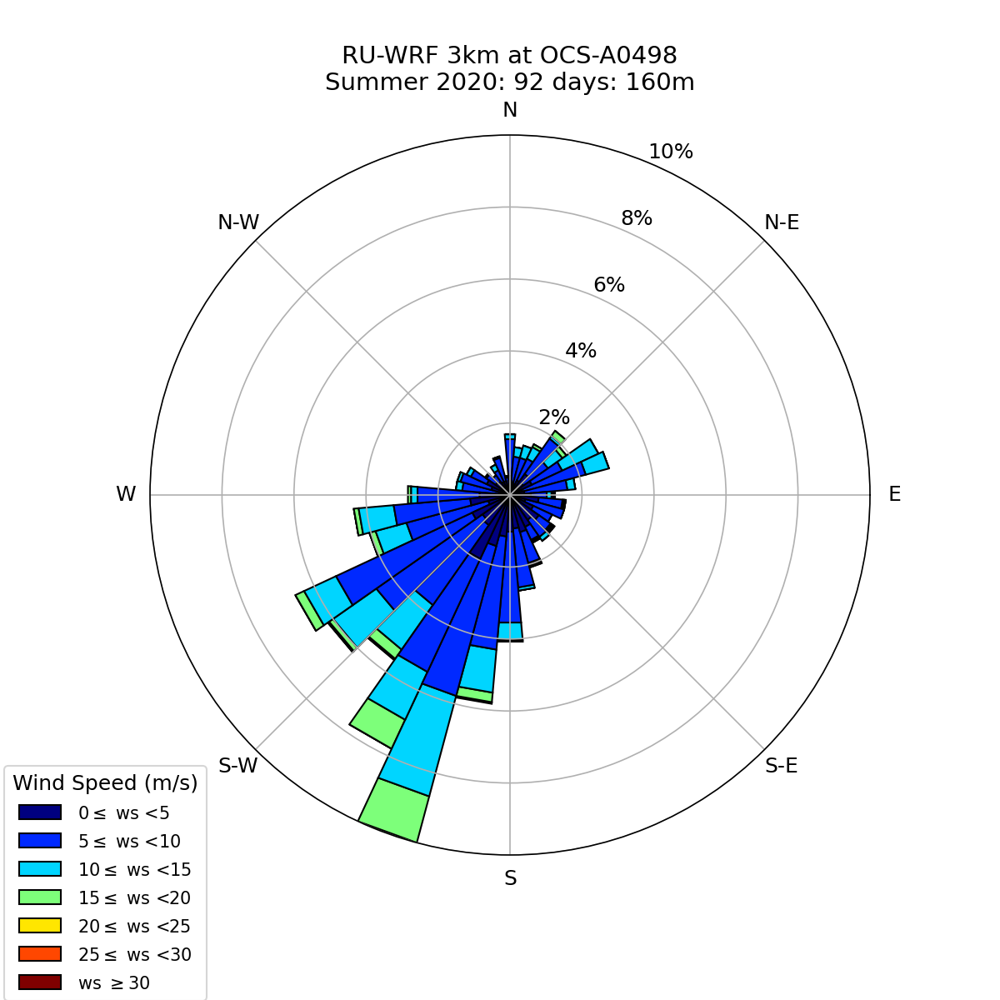 RU-WRF 3km at OCS-A0498
Summer 2020: 92 days: 160m
N
10%
N-W
8%
N-E
6%
4%
2%
W
E
S-W
S-E
S
Wind Speed (m/s)
0 ≤ ws <5
5 ≤ ws <10
10 ≤ ws <15
15 ≤ ws <20
20 ≤ ws <25
25 ≤ ws <30
ws ≥ 30